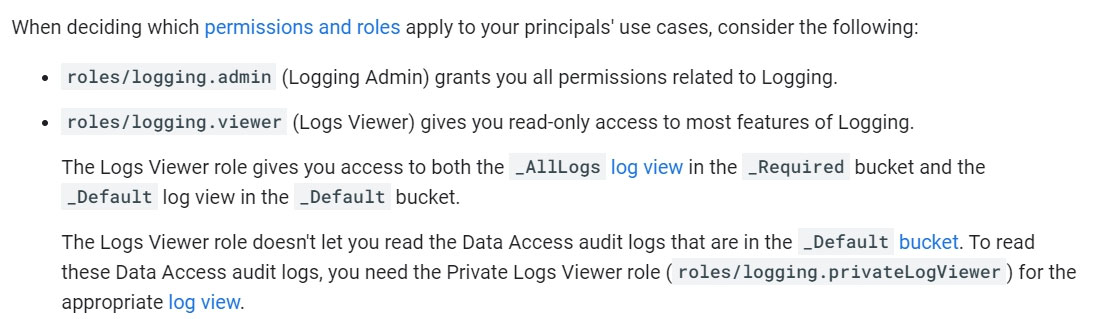 When deciding which permissions and roles apply to your principals' use cases, consider the following:
• roles/logging.admin (Logging Admin) grants you all permissions related to Logging.
• roles/logging.viewer (Logs Viewer) gives you read-only access to most features of Logging.
The Logs Viewer role gives you access to both the _AllLogs log view in the _Required bucket and the
_Default log view in the _Default bucket.
The Logs Viewer role doesn't let you read the Data Access audit logs that are in the _Default bucket. To read
these Data Access audit logs, you need the Private Logs Viewer role ( roles/logging.privateLogViewer ) for the
appropriate log view.